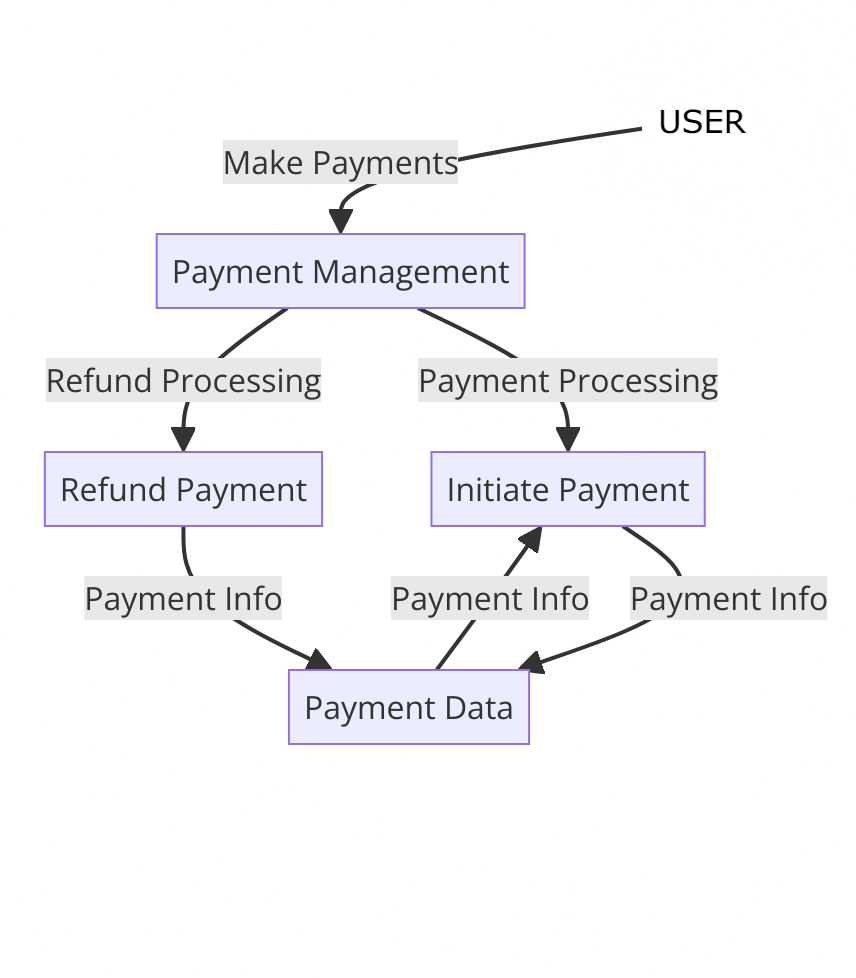 USER
Make Payments
Payment Management
Refund Processing
Payment Processing
Refund Payment
Initiate Payment
Payment Info
Payment Info
Payment Info
Payment Data